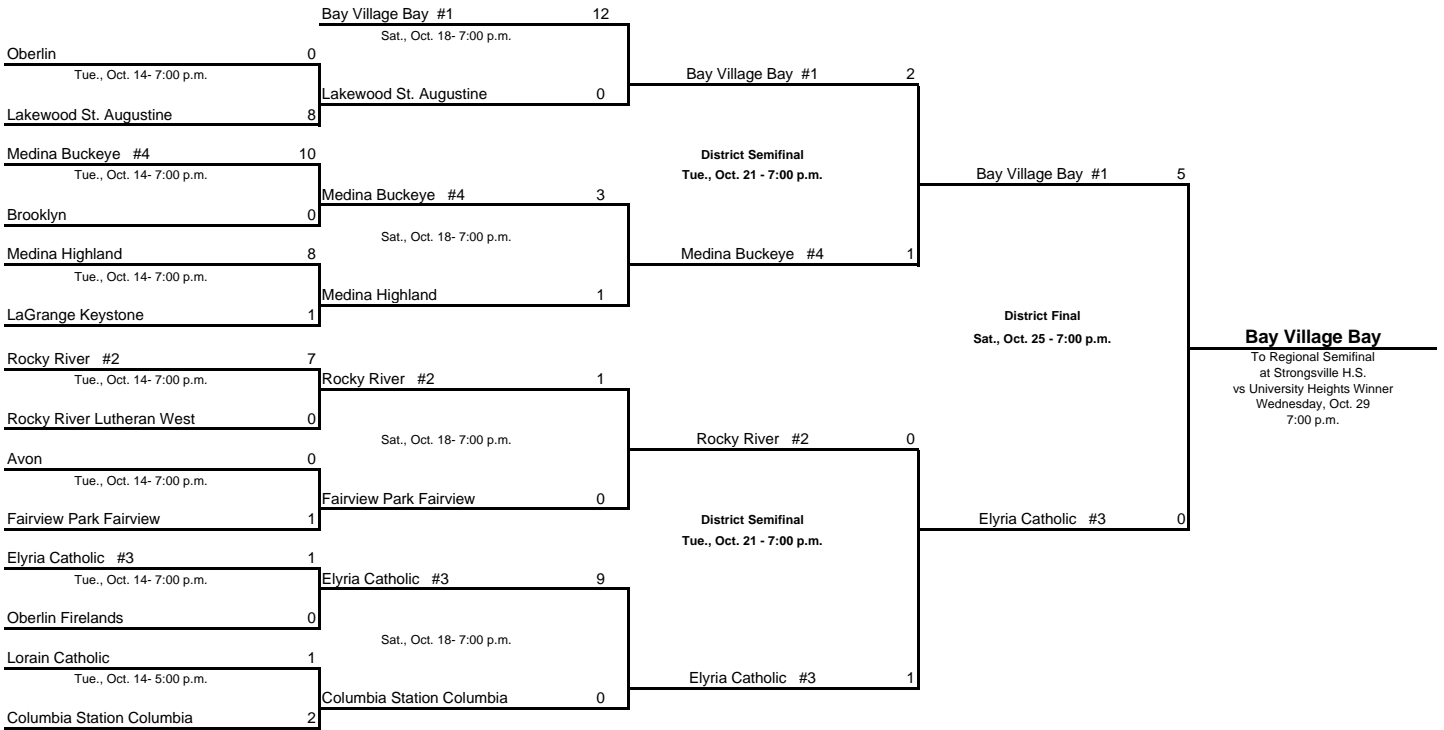 Bay Village Bay #1 12
Sat., Oct. 18- 7:00 p.m.
Oberlin 0
Tue., Oct. 14- 7:00 p.m.
Lakewood St. Augustine 8
Lakewood St. Augustine 0
Medina Buckeye #4 10
Tue., Oct. 14- 7:00 p.m.
Brooklyn 0
Medina Buckeye #4 3
Sat., Oct. 18- 7:00 p.m.
Medina Highland 8
Tue., Oct. 14- 7:00 p.m.
LaGrange Keystone 1
Medina Highland 1
Rocky River #2 7
Tue., Oct. 14- 7:00 p.m.
Rocky River Lutheran West 0
Rocky River #2 1
Sat., Oct. 18- 7:00 p.m.
Avon 0
Tue., Oct. 14- 7:00 p.m.
Fairview Park Fairview 1
Fairview Park Fairview 0
Elyria Catholic #3 1
Tue., Oct. 14- 7:00 p.m.
Oberlin Firelands 0
Elyria Catholic #3 9
Sat., Oct. 18- 7:00 p.m.
Lorain Catholic 1
Tue., Oct. 14- 5:00 p.m.
Columbia Station Columbia 2
Columbia Station Columbia 0
Bay Village Bay #1 2
District Semifinal
Tue., Oct. 21 - 7:00 p.m.
Medina Buckeye #4 1
Rocky River #2 0
District Semifinal
Tue., Oct. 21 - 7:00 p.m.
Elyria Catholic #3 1
Bay Village Bay #1 5
District Final
Sat., Oct. 25 - 7:00 p.m.
Elyria Catholic #3 0
Bay Village Bay
To Regional Semifinal
at Strongsville H.S.
vs University Heights Winner
Wednesday, Oct. 29
7:00 p.m.